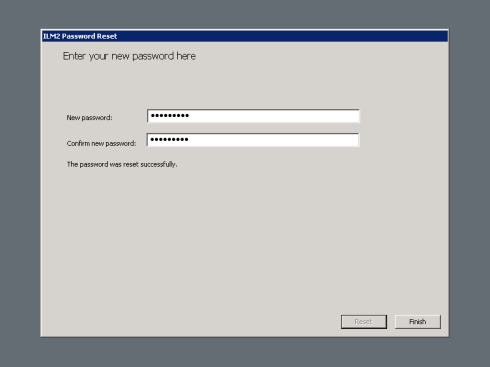 ILM2 Password Reset
Enter your new password here
New password: •••••••••
Confirm new password: •••••••••
The password was reset successfully.
Reset Finish